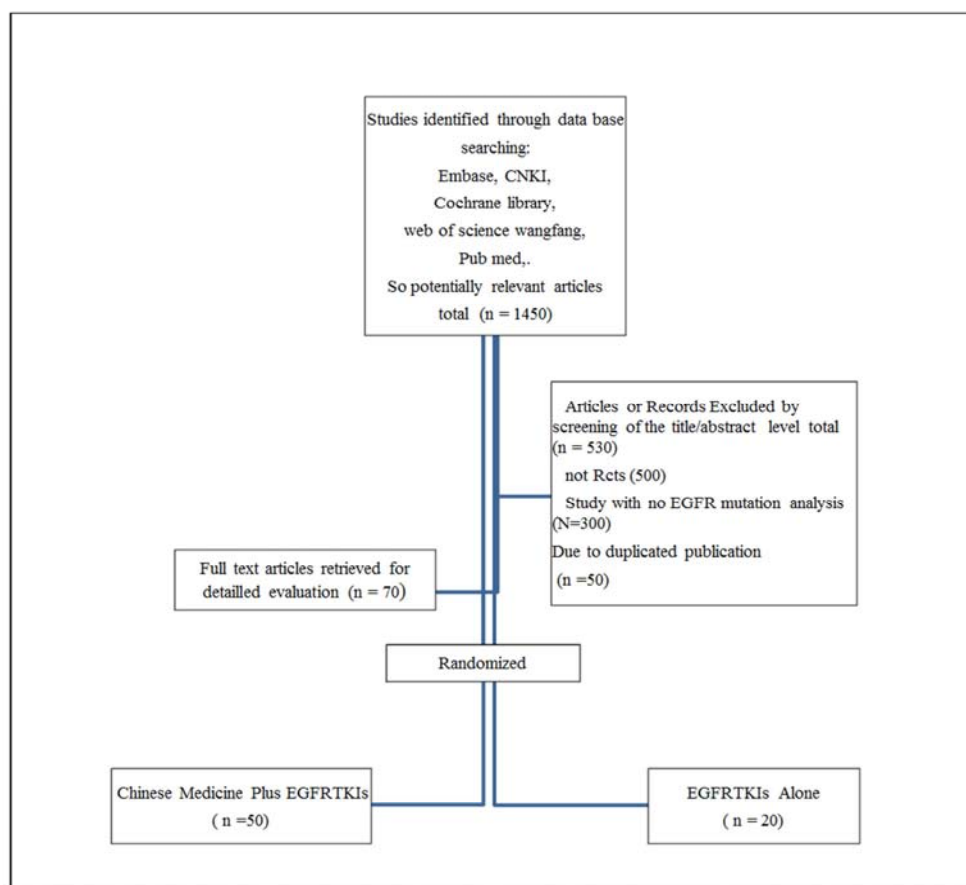 Studies identified through data base
searching:
Embase, CNKI,
Cochrane library,
web of science wangfang,
Pub med,.
So potentially relevant articles
total (n = 1450)
Articles or Records Excluded by
screening of the title/abstract level total
(n = 530)
not Rcts (500)
Study with no EGFR mutation analysis
(N=300)
Due to duplicated publication
(n =50)
Full text articles retrieved for
detailled evaluation (n = 70)
Randomized
Chinese Medicine Plus EGFRTKIs
( n =50)
EGFRTKIs Alone
( n = 20)